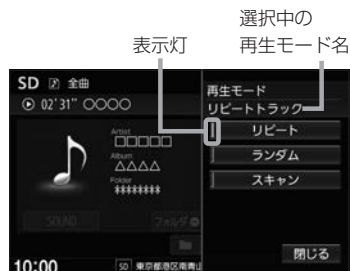 選択中の
表示灯 再生モード名
SD 全曲
02'31" ○○○○
Artist
□□□□□
Album
△△△△
Folder
********
SOUND フォルダ
10:00 SD 東京都港区南青山
再生モード
リピートトラック
リピート
ランダム
スキャン
閉じる